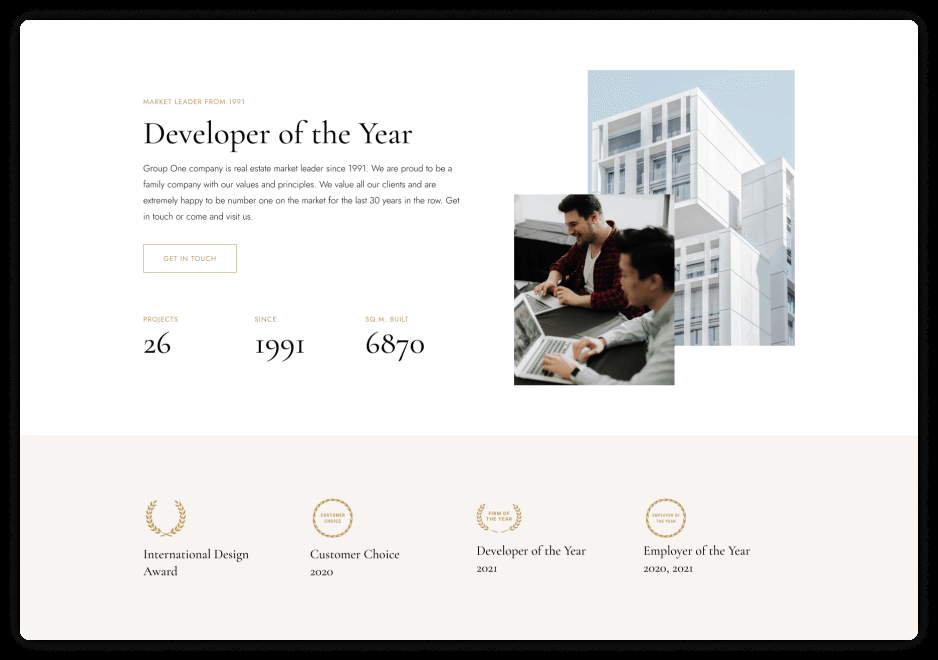 MARKET LEADER FROM 1991
Developer of the Year
Group One company is real estate market leader since 1991. We are proud to be a
family company with our values and principles. We value all our clients and are
extremely happy to be number one on the market for the last 30 years in the row. Get
in touch or come and visit us.
GET IN TOUCH
PROJECTS
26
SINCE
1991
SQ.M. BUILT
6870
International Design
Award
CUSTOMER
CHOICE
Customer Choice
2020
FIRM OF
THE YEAR
Developer of the Year
2021
EMPLOYER OF
THE YEAR
Employer of the Year
2020, 2021